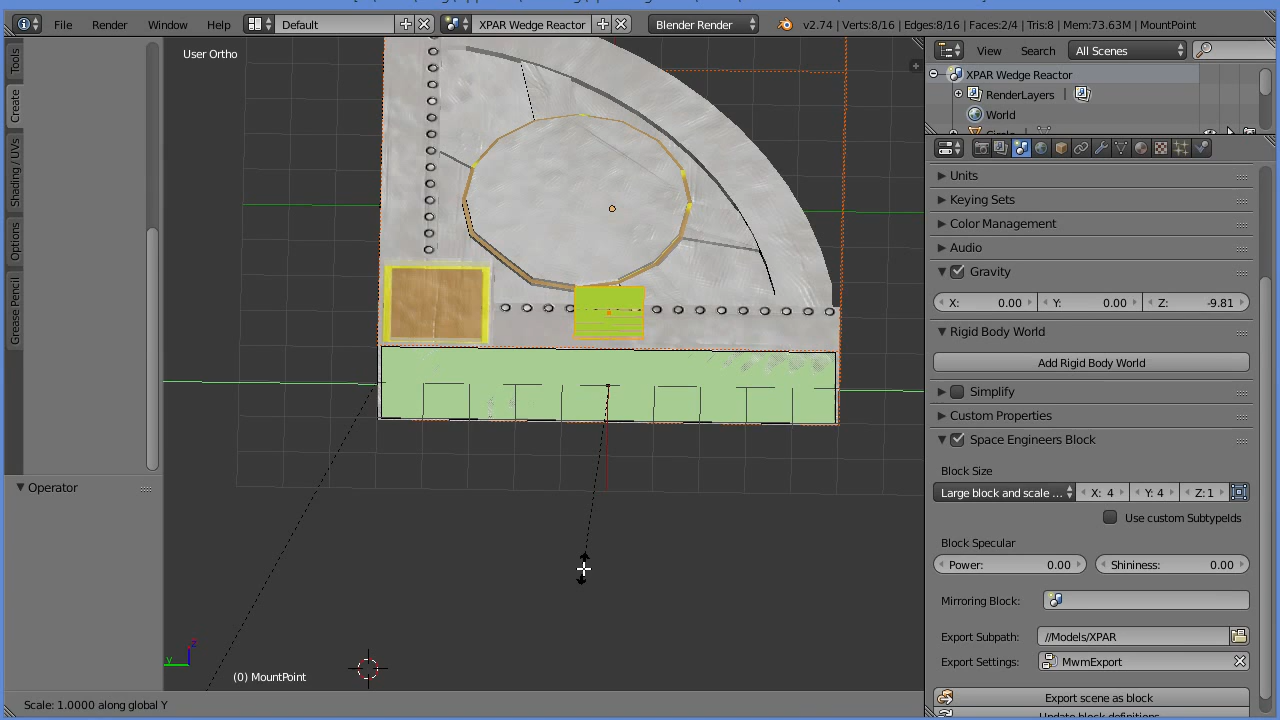 File Render Window Help Default XPAR Wedge Reactor Blender Render v2.74 | Verts:8/16 | Edges:8/16 | Faces:2/4 | Tris:8 | Mem:73.63M | MountPoint
User Ortho
View Search All Scenes
XPAR Wedge Reactor
RenderLayers |
World
Tools
Create
Shading / UVs
Options
Grease Pencil
Operator
Units
Keying Sets
Color Management
Audio
Gravity
X: 0.00 Y: 0.00 Z: -9.81
Rigid Body World
Add Rigid Body World
Simplify
Custom Properties
Space Engineers Block
Block Size
Large block and scale ... X: 4 Y: 4 Z: 1
Use custom SubtypeIds
Block Specular
Power: 0.00 Shininess: 0.00
Mirroring Block:
Export Subpath: //Models/XPAR
Export Settings: MwmExport
Export scene as block
Update block definitions
y z
(0) MountPoint
Scale: 1.0000 along global Y